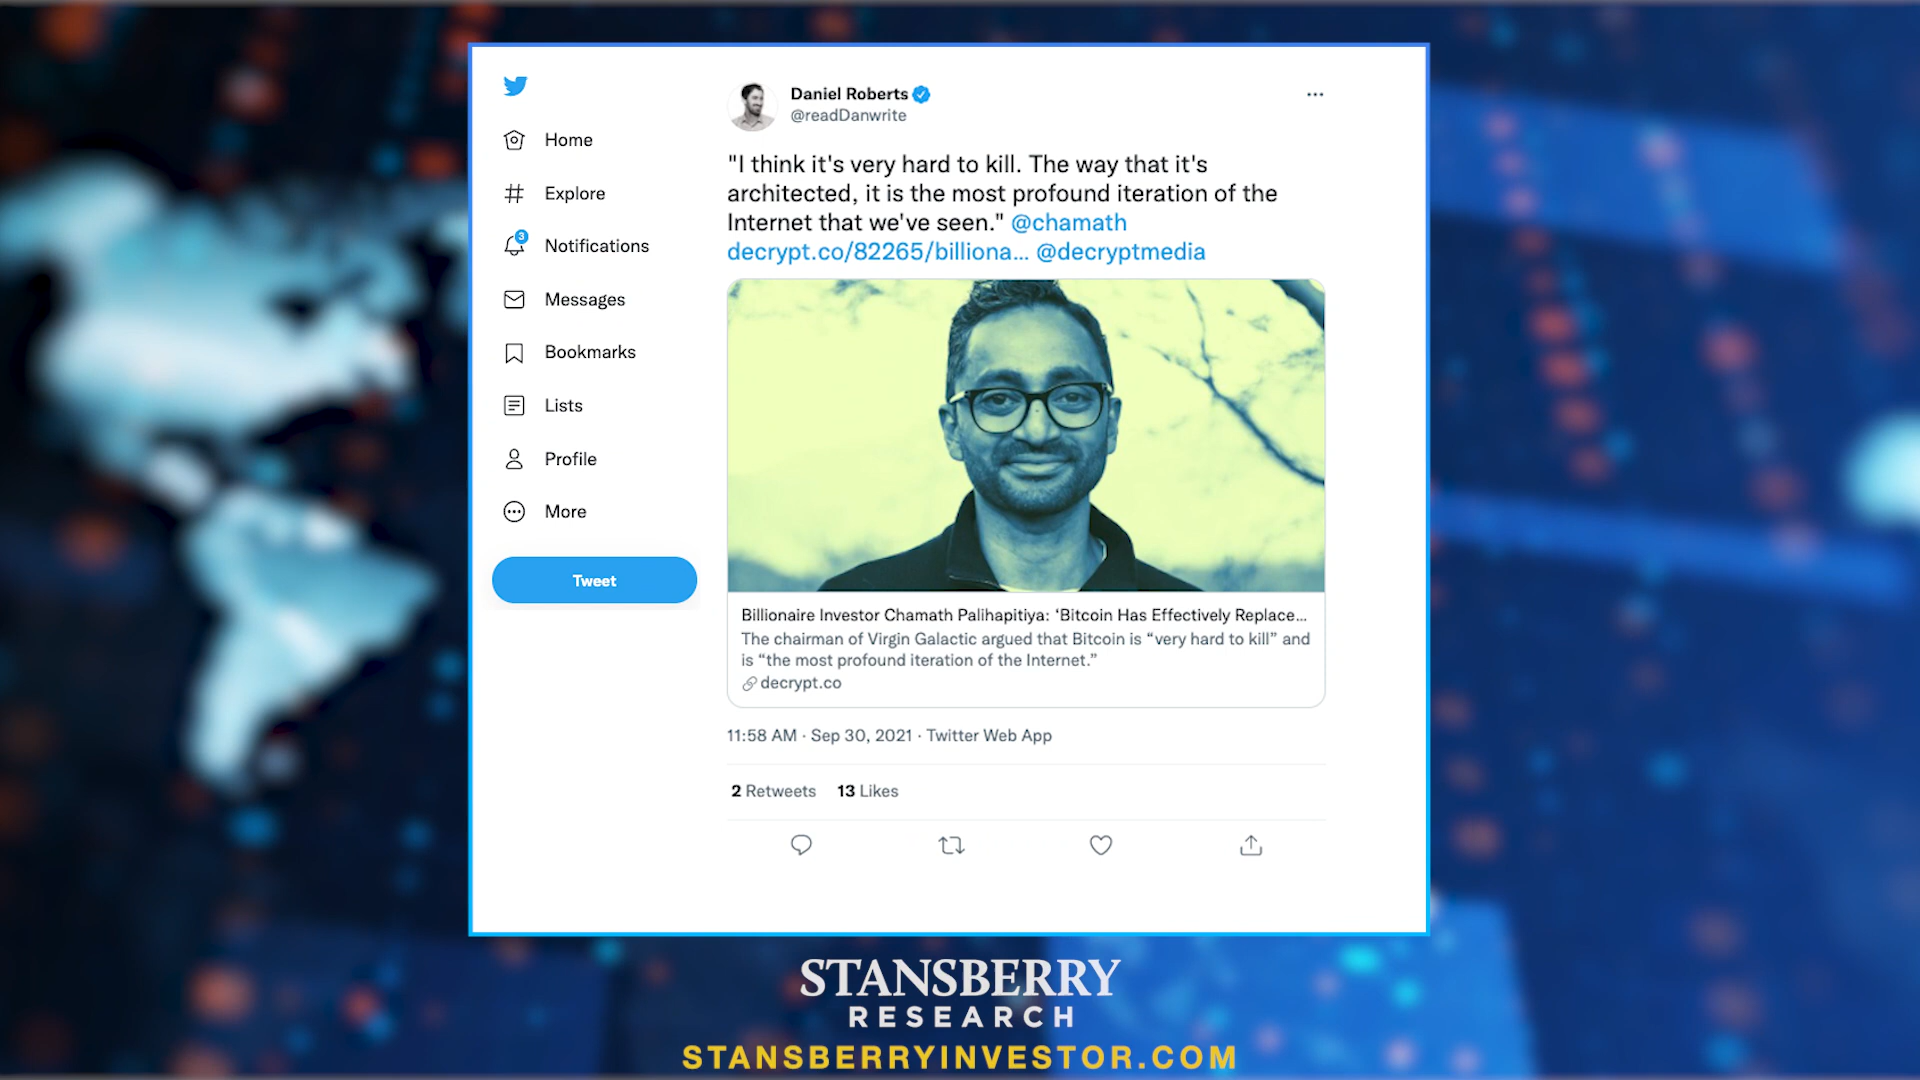 Home
Explore
3
Notifications
Messages
Bookmarks
Lists
Profile
More
Tweet
Daniel Roberts
@readDanwrite
"I think it's very hard to kill. The way that it's
architected, it is the most profound iteration of the
Internet that we've seen." @chamath
decrypt.co/82265/billiona... @decryptmedia
Billionaire Investor Chamath Palihapitiya: ‘Bitcoin Has Effectively Replace...
The chairman of Virgin Galactic argued that Bitcoin is “very hard to kill” and
is “the most profound iteration of the Internet.”
decrypt.co
11:58 AM · Sep 30, 2021 · Twitter Web App
2 Retweets 13 Likes
STANSBERRY
RESEARCH
STANSBERRYINVESTOR.COM